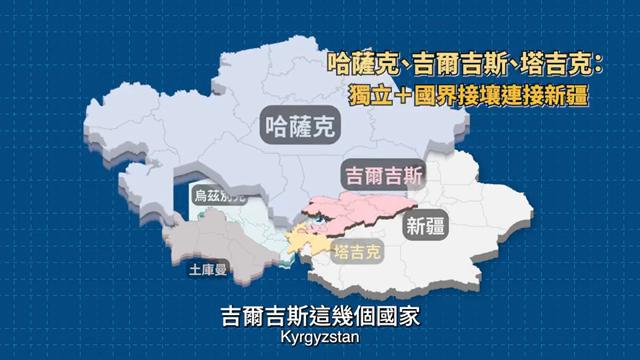 哈薩克、吉爾吉斯、塔吉克：
獨立＋國界接壤連接新疆
哈薩克
吉爾吉斯
烏茲別克
新疆
塔吉克
土庫曼
吉爾吉斯這幾個國家
Kyrgyzstan